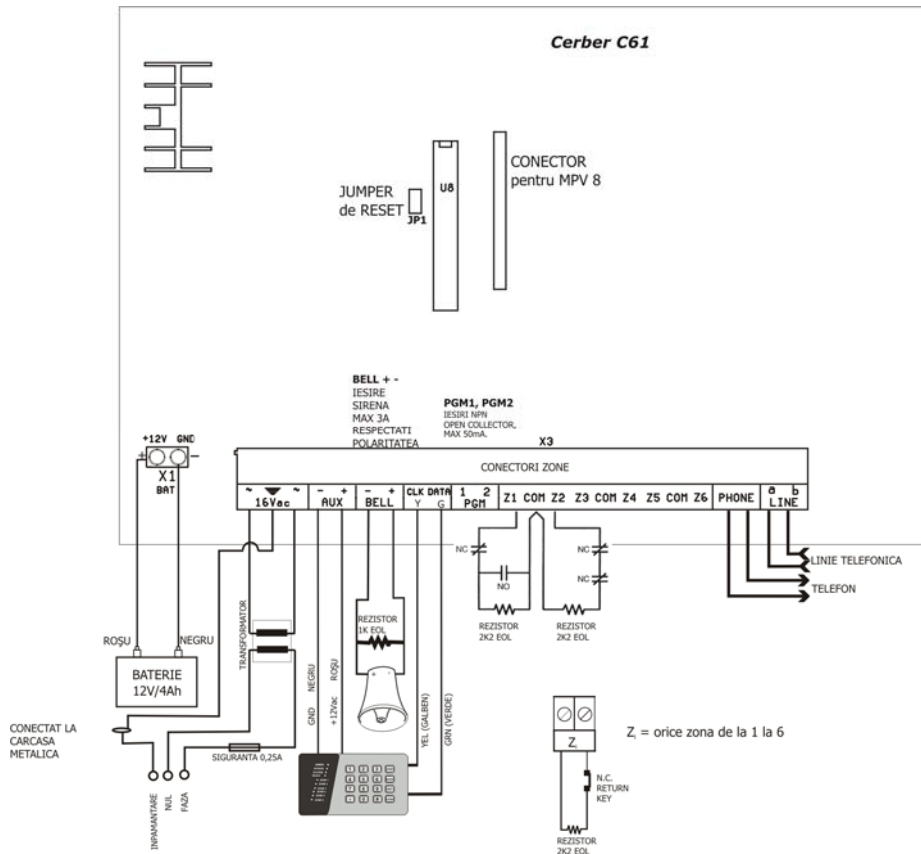 Cerber C61
CONECTOR
pentru MPV 8
JUMPER
de RESET
JP1
U8
BELL + -
IESIRE
SIRENA
MAX 3A
RESPECTATI
POLARITATEA
PGM1, PGM2
IESIRI NPN
OPEN COLLECTOR,
MAX 50mA.
X3
CONECTORI ZONE
+12V GND
+ -
X1
BAT
~ ~
16Vac
- +
AUX
- +
BELL
CLK DATA
Y G
1 2
PGM
Z1 COM Z2 Z3 COM Z4 Z5 COM Z6
PHONE
a b
LINE
NC
NO
NC
NC
REZISTOR
2K2 EOL
REZISTOR
2K2 EOL
LINIE TELEFONICA
TELEFON
ROȘU
NEGRU
BATERIE
12V/4Ah
TRANSFORMATOR
REZISTOR
1K EOL
GND
NEGRU
+12Vac
ROȘU
YEL (GALBEN)
GRN (VERDE)
CONECTAT LA
CARCASA
METALICA
SIGURANTA 0,25A
INPAMANTARE
NUL
FAZA
Zi
Zi = orice zona de la 1 la 6
N.C.
RETURN
KEY
REZISTOR
2K2 EOL